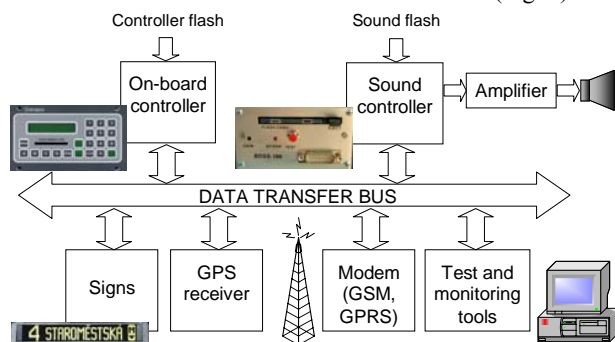 Controller flash
Sound flash
On-board
controller
Sound
controller
Amplifier
DATA TRANSFER BUS
Signs
GPS
receiver
Modem
(GSM,
GPRS)
Test and
monitoring
tools
4 STAROMĚSTSKÁ